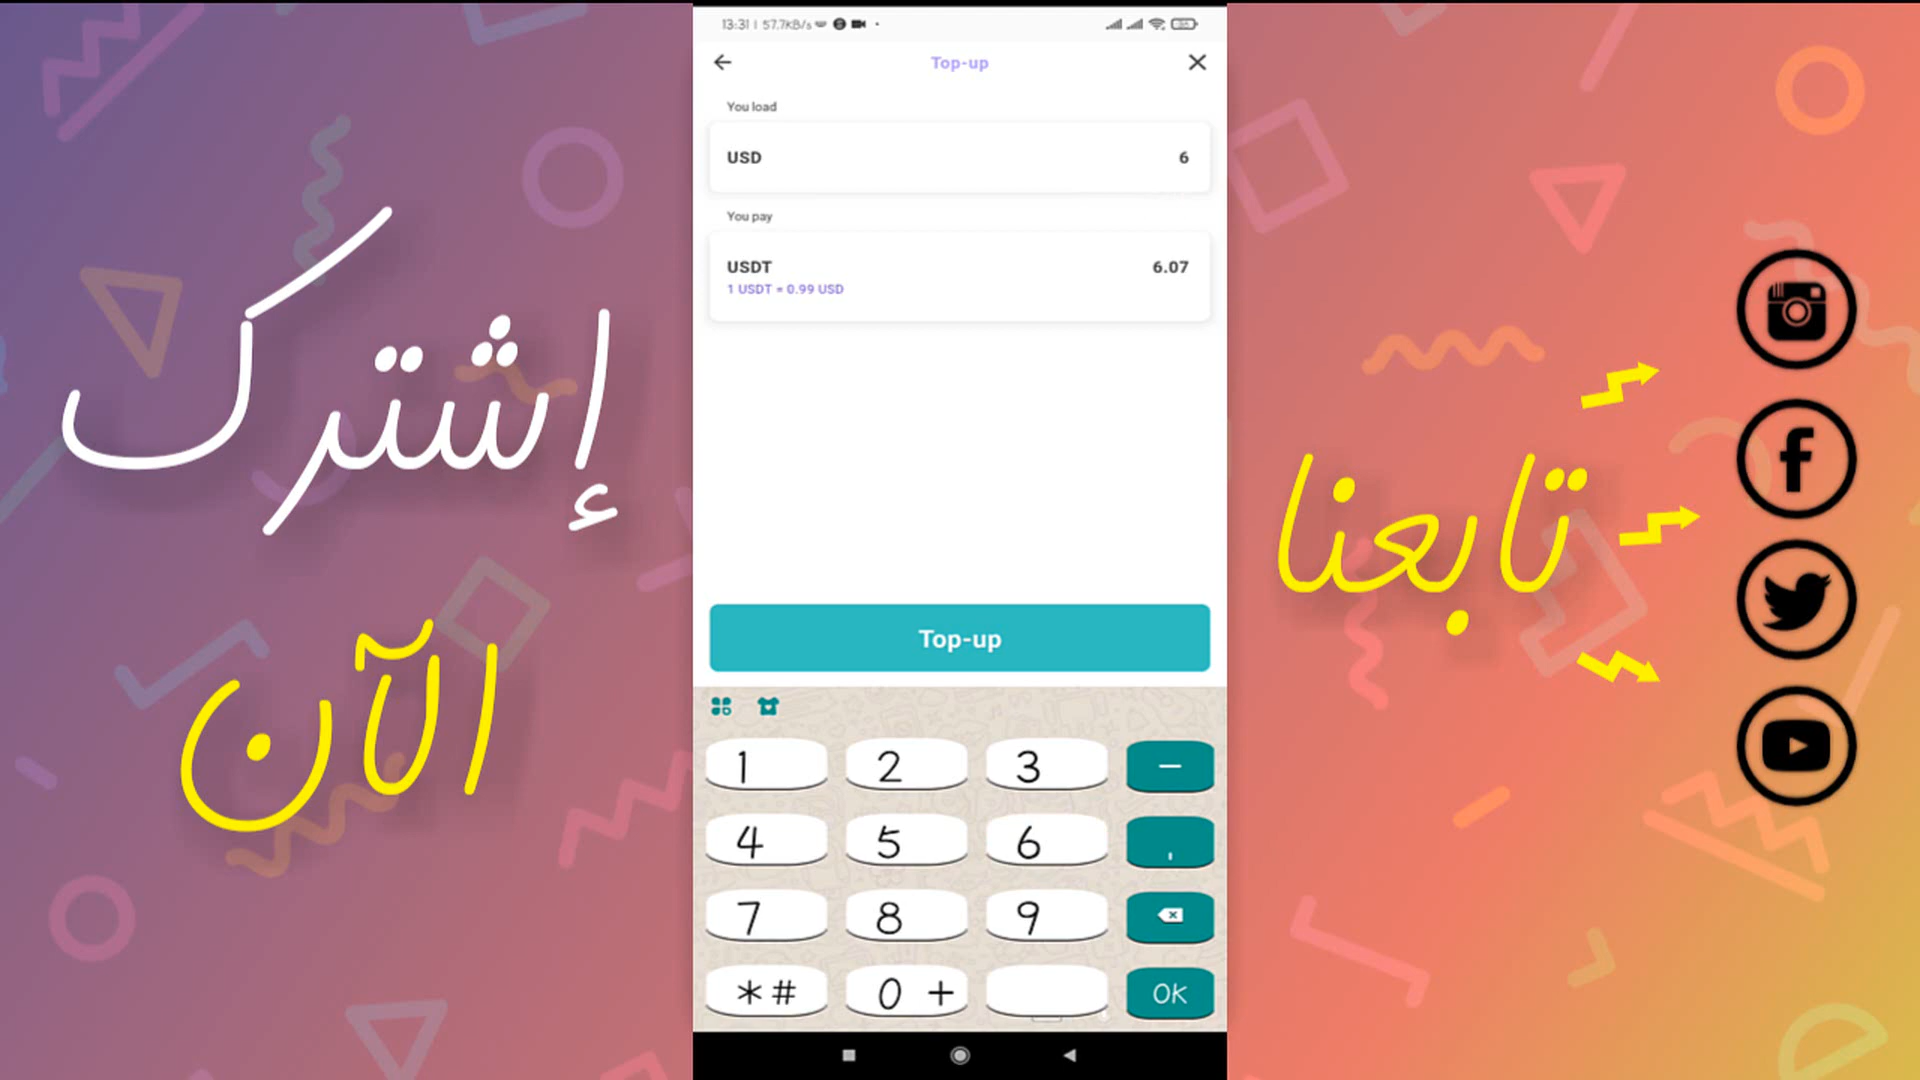 13:31 | 57.7KB/s
Top-up
You load
USD 6
You pay
USDT 6.07
1 USDT = 0.99 USD
Top-up
1 2 3 −
4 5 6 ,
7 8 9
*# 0 + OK
إشترك
الآن
تابعنا